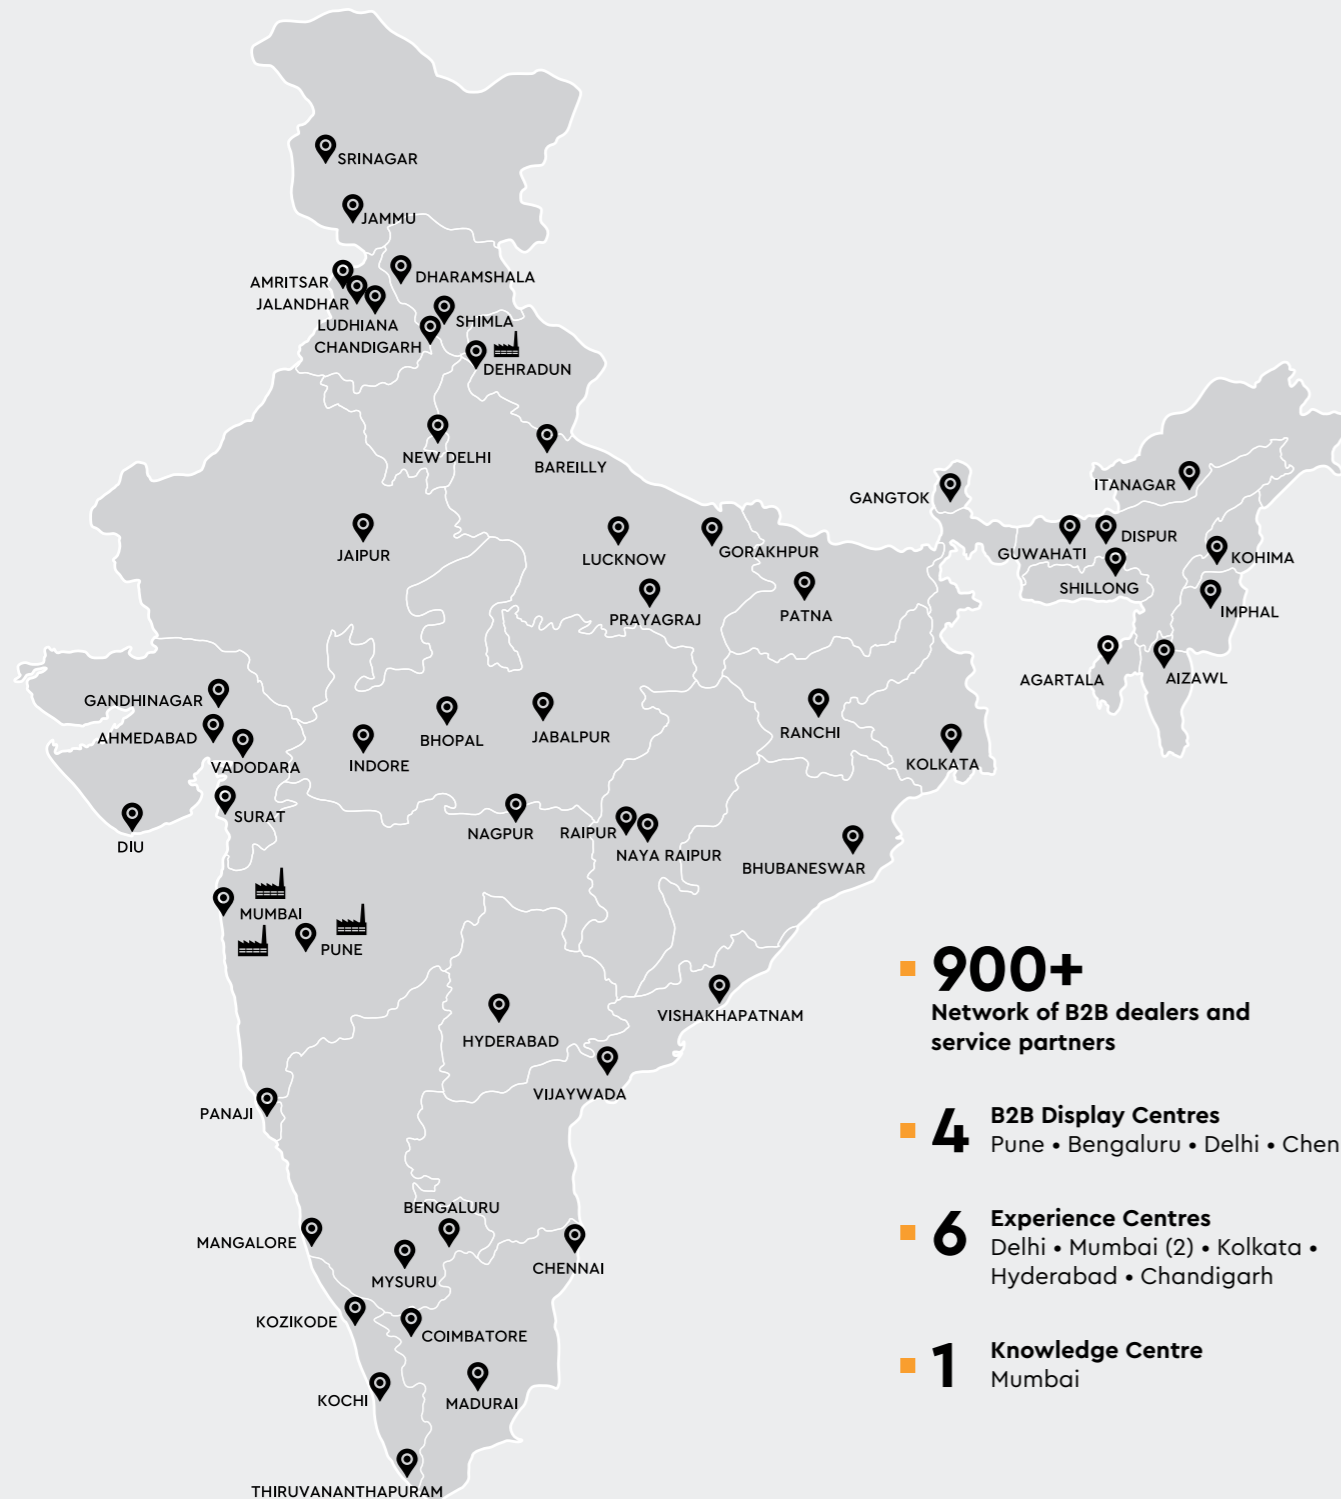 SRINAGAR
JAMMU
AMRITSAR
DHARAMSHALA
JALANDHAR
LUDHIANA
SHIMLA
CHANDIGARH
DEHRADUN
NEW DELHI
BAREILLY
GANGTOK
ITANAGAR
JAIPUR
LUCKNOW
GORAKHPUR
GUWAHATI
DISPUR
KOHIMA
SHILLONG
PRAYAGRAJ
PATNA
IMPHAL
AGARTALA
AIZAWL
GANDHINAGAR
AHMEDABAD
VADODARA
INDORE
BHOPAL
JABALPUR
RANCHI
KOLKATA
SURAT
DIU
NAGPUR
RAIPUR
NAYA RAIPUR
BHUBANESWAR
MUMBAI
PUNE
HYDERABAD
VISHAKHAPATNAM
VIJAYWADA
PANAJI
BENGALURU
MANGALORE
MYSURU
CHENNAI
KOZIKODE
COIMBATORE
KOCHI
MADURAI
THIRUVANANTHAPURAM
900+
Network of B2B dealers and
service partners
4
B2B Display Centres
Pune • Bengaluru • Delhi • Chen
6
Experience Centres
Delhi • Mumbai (2) • Kolkata •
Hyderabad • Chandigarh
1
Knowledge Centre
Mumbai